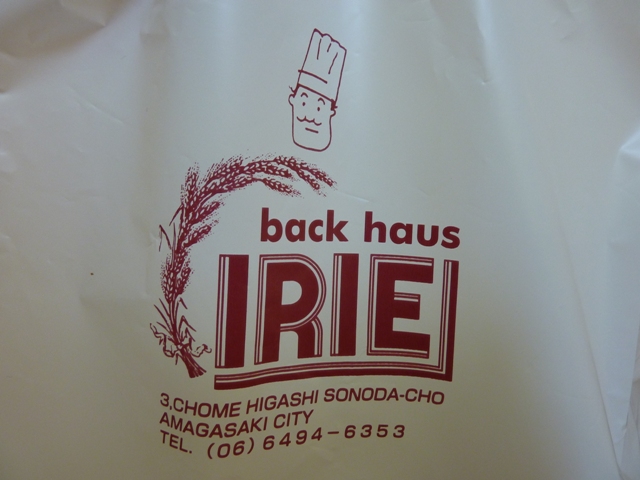 back haus
IRIE
3,CHOME HIGASHI SONODA-CHO
AMAGASAKI CITY
TEL. (06) 6494-6353